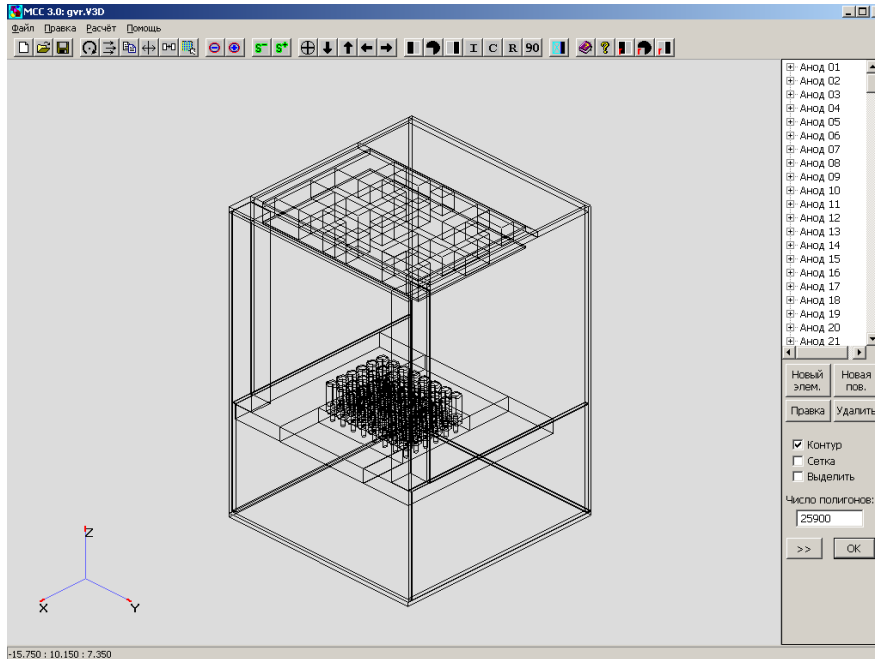 MCC 3.0: gvr.V3D
Файл Правка Расчёт Помощь
S⁻ S⁺ I C R 90 ?
Анод 01
Анод 02
Анод 03
Анод 04
Анод 05
Анод 06
Анод 07
Анод 08
Анод 09
Анод 10
Анод 11
Анод 12
Анод 13
Анод 14
Анод 15
Анод 16
Анод 17
Анод 18
Анод 19
Анод 20
Анод 21
Новый элем.
Новая пов.
Правка
Удалить
Контур
Сетка
Выделить
Число полигонов:
25900
>> OK
Z
X
Y
-15.750 : 10.150 : 7.350